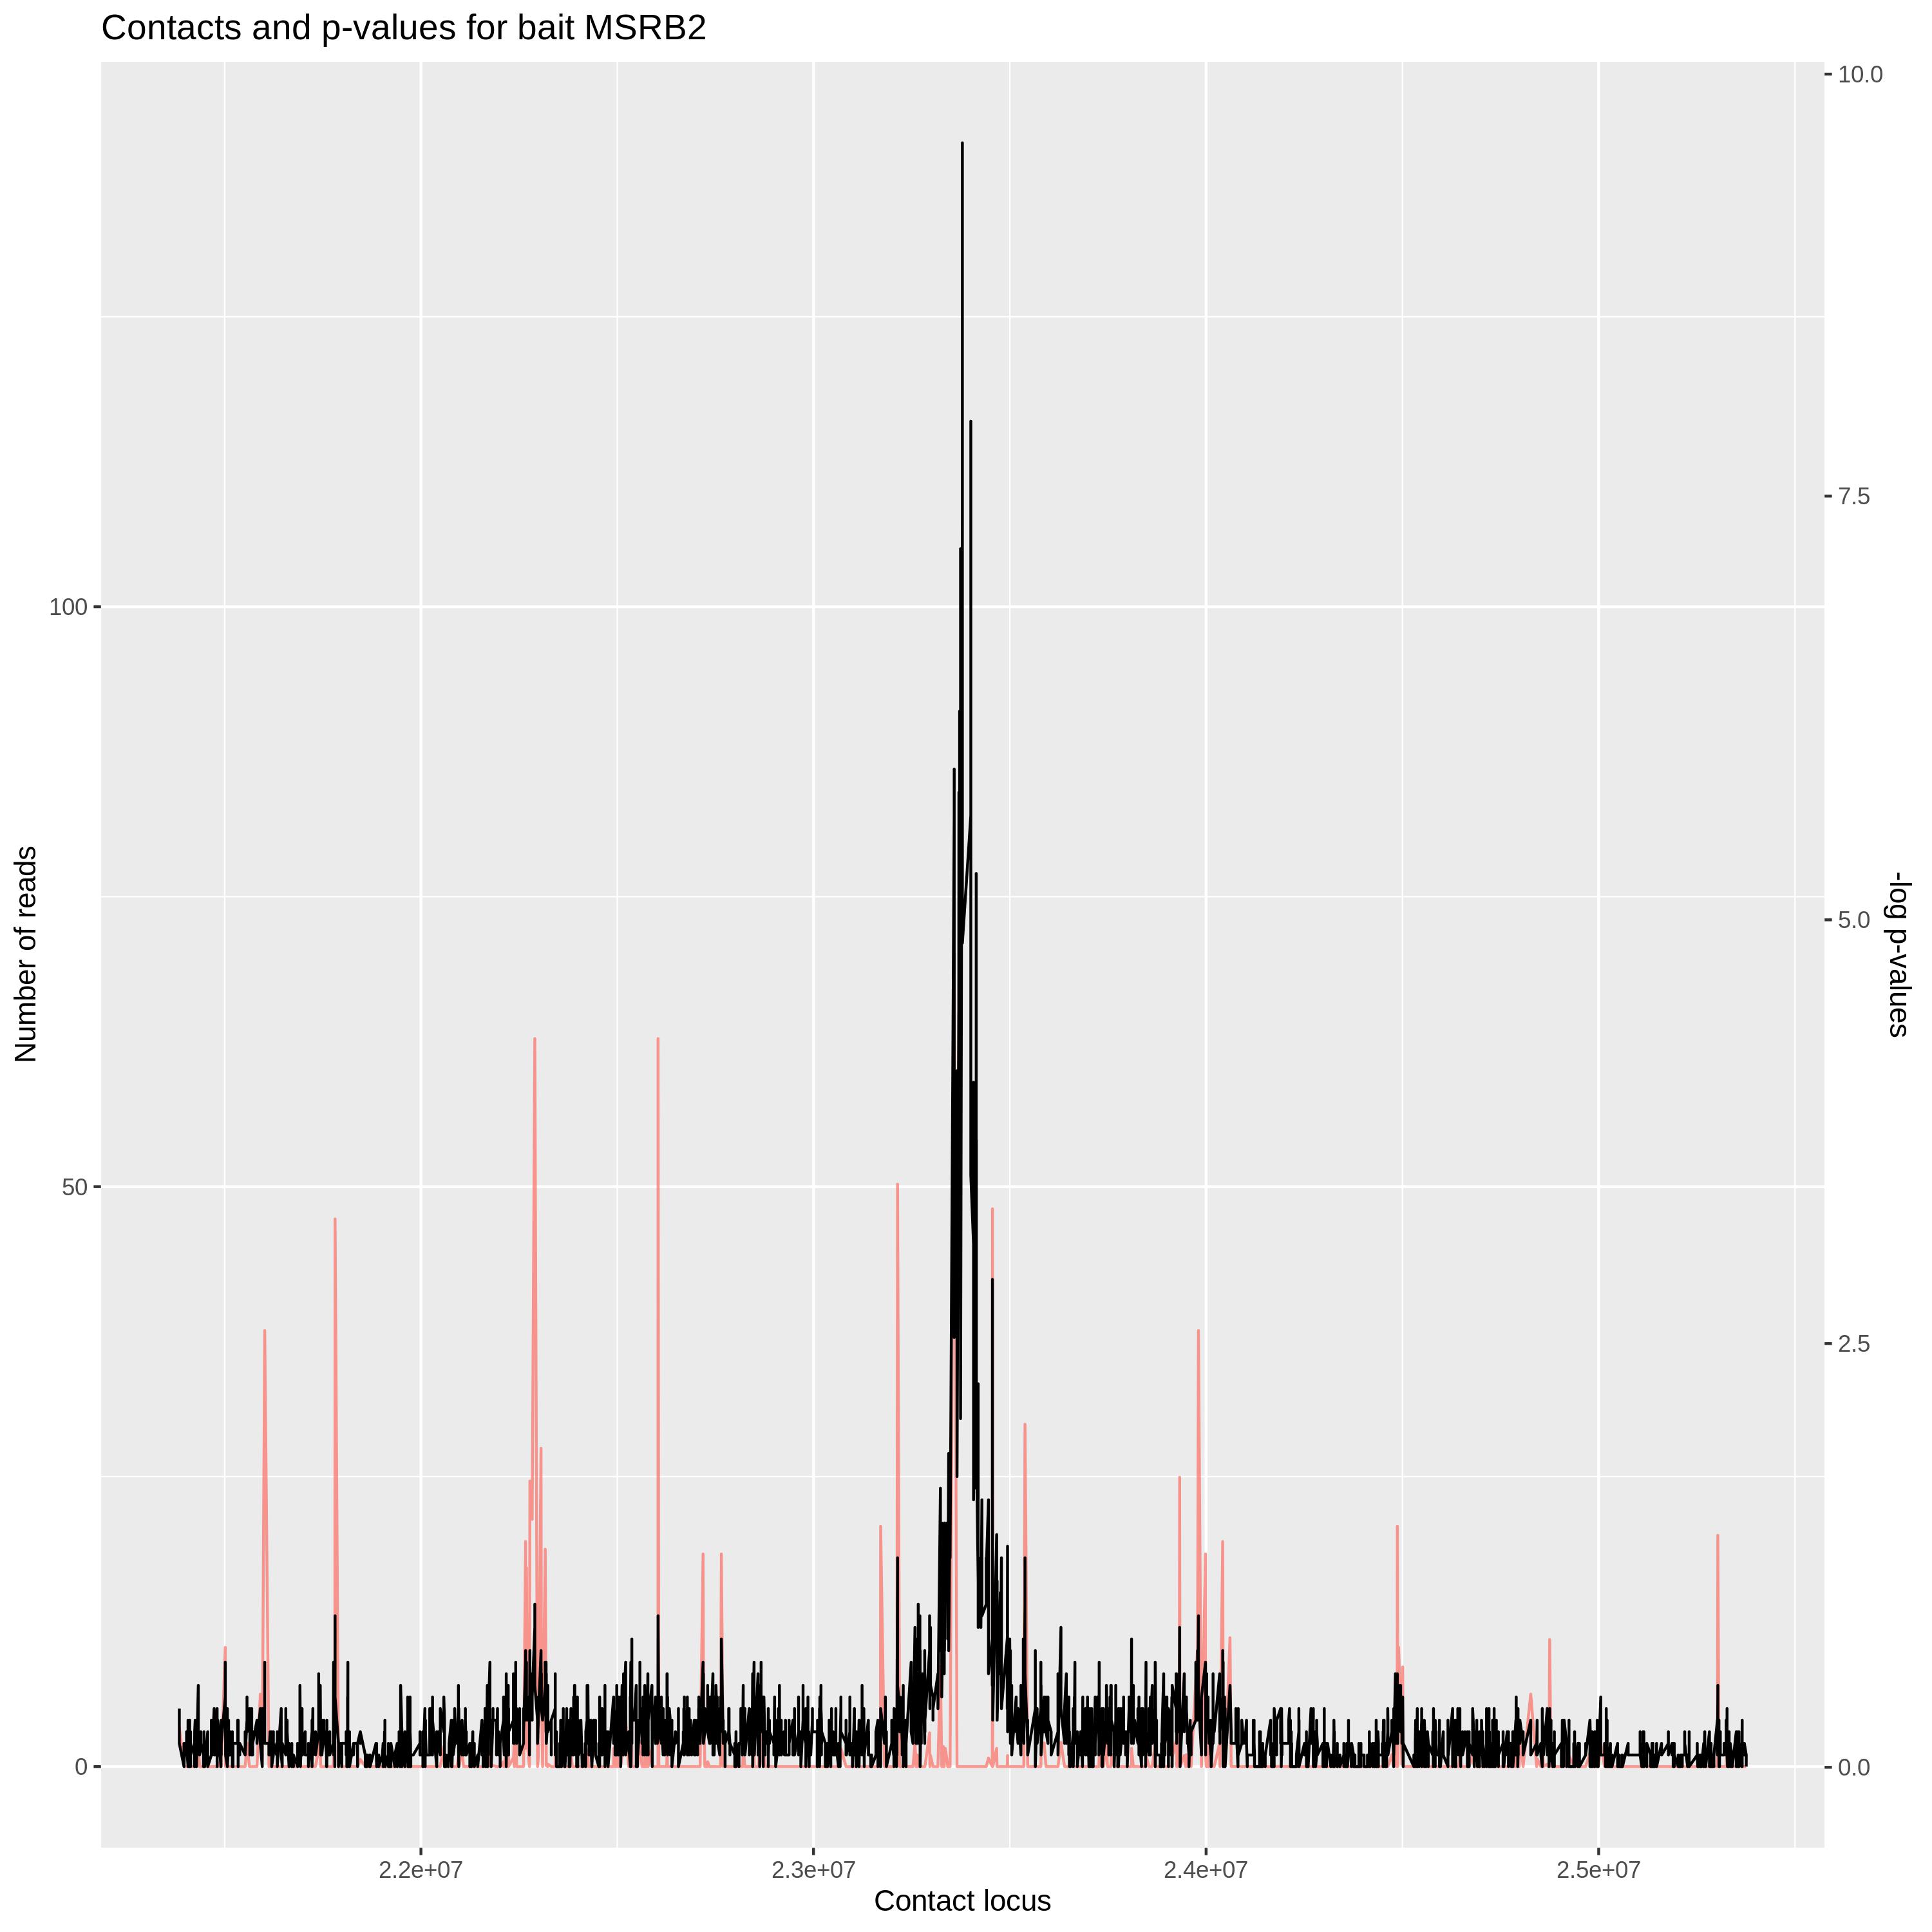 Contacts and p-values for bait MSRB2
Number of reads
100
50
0
10.0
7.5
5.0
2.5
0.0
-log p-values
2.2e+07 2.3e+07 2.4e+07 2.5e+07
Contact locus